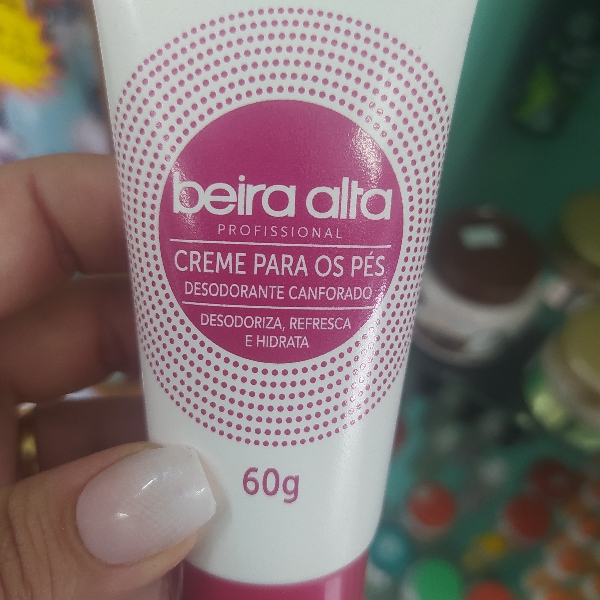 beira alta
PROFISSIONAL
CREME PARA OS PÉS
DESODORANTE CANFORADO
DESODORIZA, REFRESCA
E HIDRATA
60g